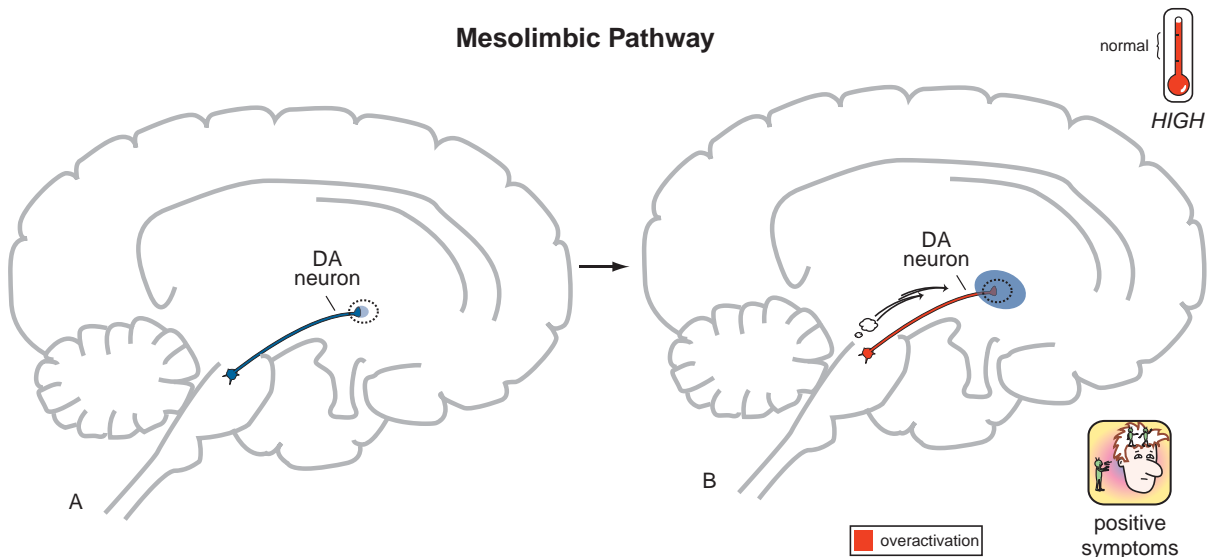 Mesolimbic Pathway
normal
HIGH
DA
neuron
DA
neuron
A
B
overactivation
positive
symptoms